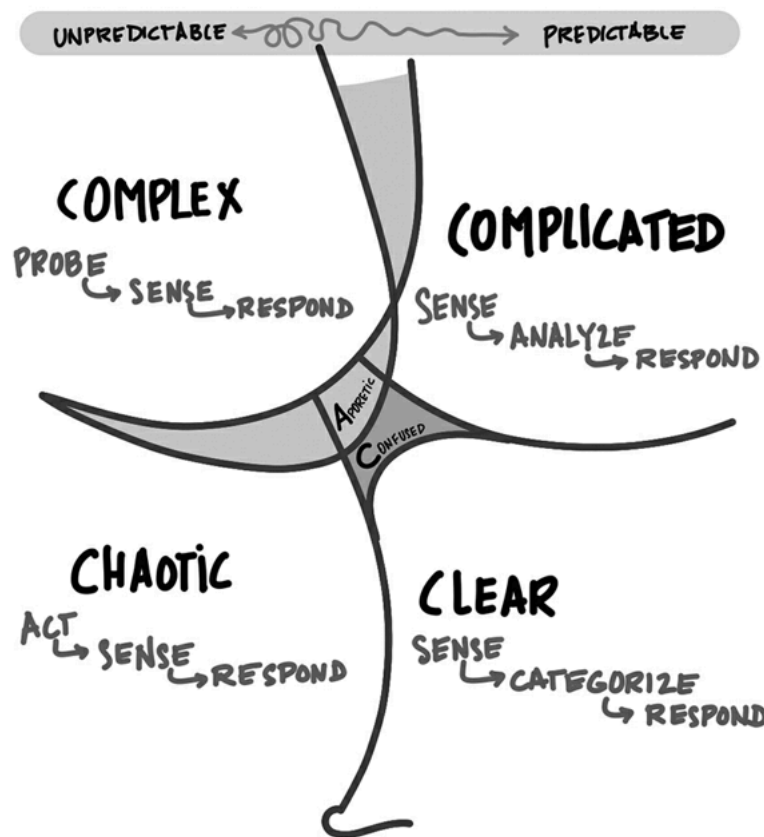 UNPREDICTABLE PREDICTABLE
COMPLEX
PROBE
SENSE
RESPOND
COMPLICATED
SENSE
ANALYZE
RESPOND
APORETIC
CONFUSED
CHAOTIC
ACT
SENSE
RESPOND
CLEAR
SENSE
CATEGORIZE
RESPOND